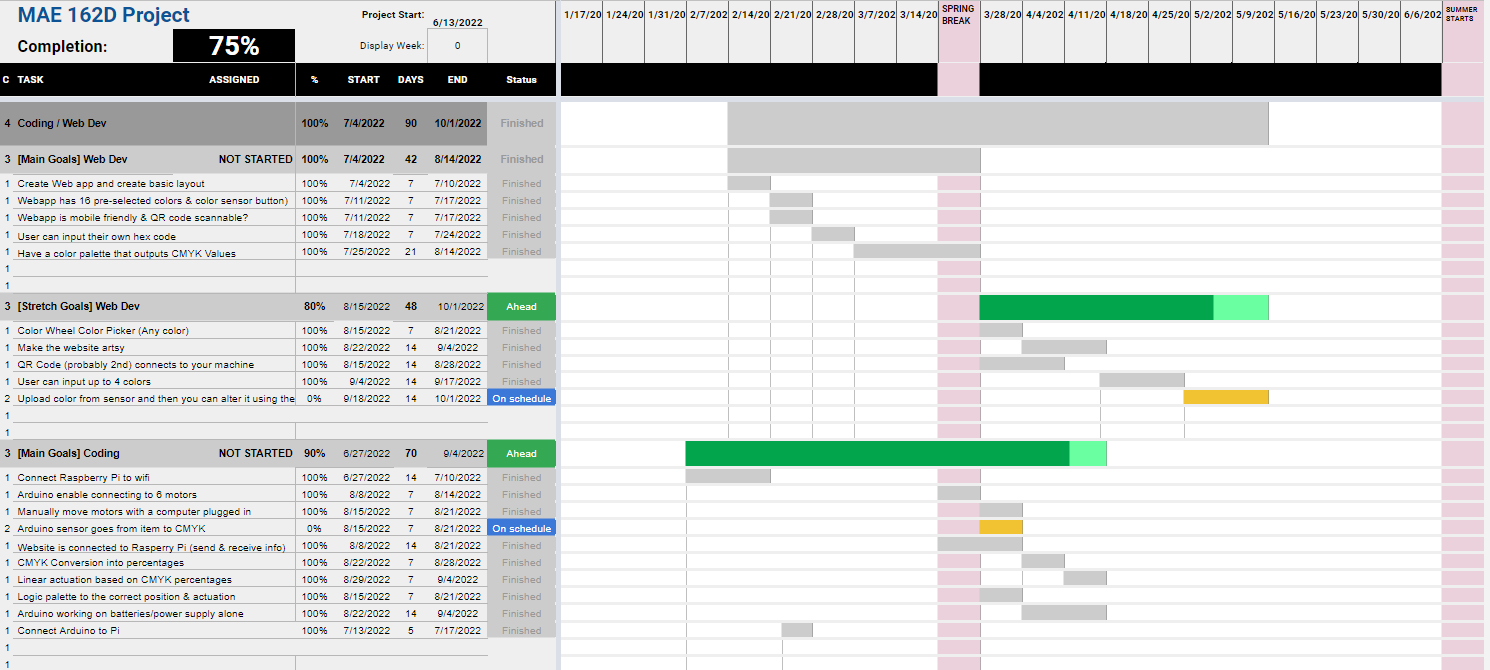 MAE 162D Project Project Start: 6/13/2022
Completion: 75% Display Week: 0
1/17/20 1/24/20 1/31/20 2/7/202 2/14/20 2/21/20 2/28/20 3/7/202 3/14/20 SPRING BREAK 3/28/20 4/4/202 4/11/20 4/18/20 4/25/20 5/2/202 5/9/202 5/16/20 5/23/20 5/30/20 6/6/202 SUMMER STARTS
C TASK ASSIGNED % START DAYS END Status
4 Coding / Web Dev 100% 7/4/2022 90 10/1/2022 Finished
3 [Main Goals] Web Dev NOT STARTED 100% 7/4/2022 42 8/14/2022 Finished
1 Create Web app and create basic layout 100% 7/4/2022 7 7/10/2022 Finished
1 Webapp has 16 pre-selected colors & color sensor button) 100% 7/11/2022 7 7/17/2022 Finished
1 Webapp is mobile friendly & QR code scannable? 100% 7/11/2022 7 7/17/2022 Finished
1 User can input their own hex code 100% 7/18/2022 7 7/24/2022 Finished
1 Have a color palette that outputs CMYK Values 100% 7/25/2022 21 8/14/2022 Finished
1
1
3 [Stretch Goals] Web Dev 80% 8/15/2022 48 10/1/2022 Ahead
1 Color Wheel Color Picker (Any color) 100% 8/15/2022 7 8/21/2022 Finished
1 Make the website artsy 100% 8/22/2022 14 9/4/2022 Finished
1 QR Code (probably 2nd) connects to your machine 100% 8/15/2022 14 8/28/2022 Finished
1 User can input up to 4 colors 100% 9/4/2022 14 9/17/2022 Finished
2 Upload color from sensor and then you can alter it using the 0% 9/18/2022 14 10/1/2022 On schedule
1
1
3 [Main Goals] Coding NOT STARTED 90% 6/27/2022 70 9/4/2022 Ahead
1 Connect Raspberry Pi to wifi 100% 6/27/2022 14 7/10/2022 Finished
1 Arduino enable connecting to 6 motors 100% 8/8/2022 7 8/14/2022 Finished
1 Manually move motors with a computer plugged in 100% 8/15/2022 7 8/21/2022 Finished
2 Arduino sensor goes from item to CMYK 0% 8/15/2022 7 8/21/2022 On schedule
1 Website is connected to Rasperry Pi (send & receive info) 100% 8/8/2022 14 8/21/2022 Finished
1 CMYK Conversion into percentages 100% 8/22/2022 7 8/28/2022 Finished
1 Linear actuation based on CMYK percentages 100% 8/29/2022 7 9/4/2022 Finished
1 Logic palette to the correct position & actuation 100% 8/15/2022 7 8/21/2022 Finished
1 Arduino working on batteries/power supply alone 100% 8/22/2022 14 9/4/2022 Finished
1 Connect Arduino to Pi 100% 7/13/2022 5 7/17/2022 Finished
1
1